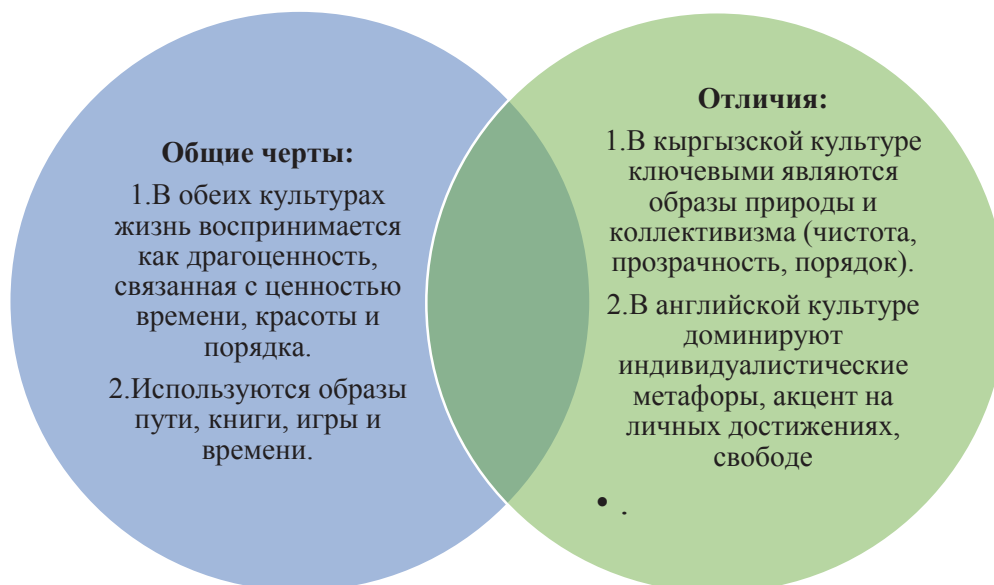 Общие черты:
1.В обеих культурах
жизнь воспринимается
как драгоценность,
связанная с ценностью
времени, красоты и
порядка.
2.Используются образы
пути, книги, игры и
времени.
Отличия:
1.В кыргызской культуре
ключевыми являются
образы природы и
коллективизма (чистота,
прозрачность, порядок).
2.В английской культуре
доминируют
индивидуалистические
метафоры, акцент на
личных достижениях,
свободе
• .